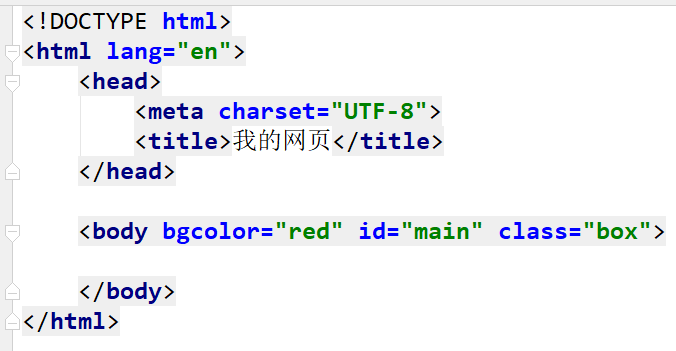 <!DOCTYPE html>
<html lang="en">
    <head>
        <meta charset="UTF-8">
        <title>我的网页</title>
    </head>

    <body bgcolor="red" id="main" class="box">

    </body>
</html>